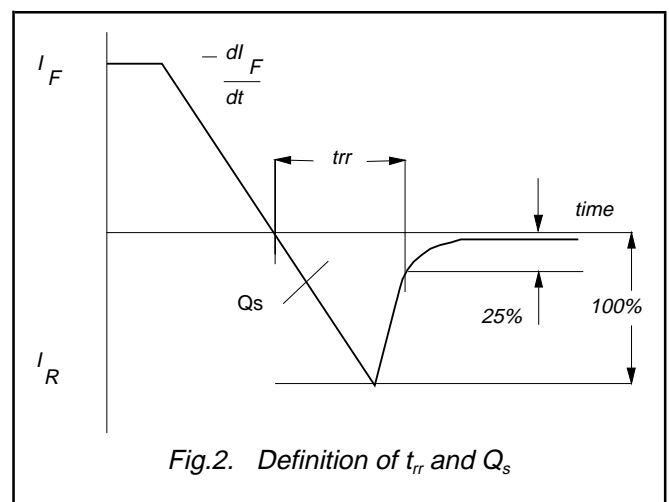 I F
− dI F
dt
trr
time
Qs
25%
100%
I R
Fig.2. Definition of trr and Qs